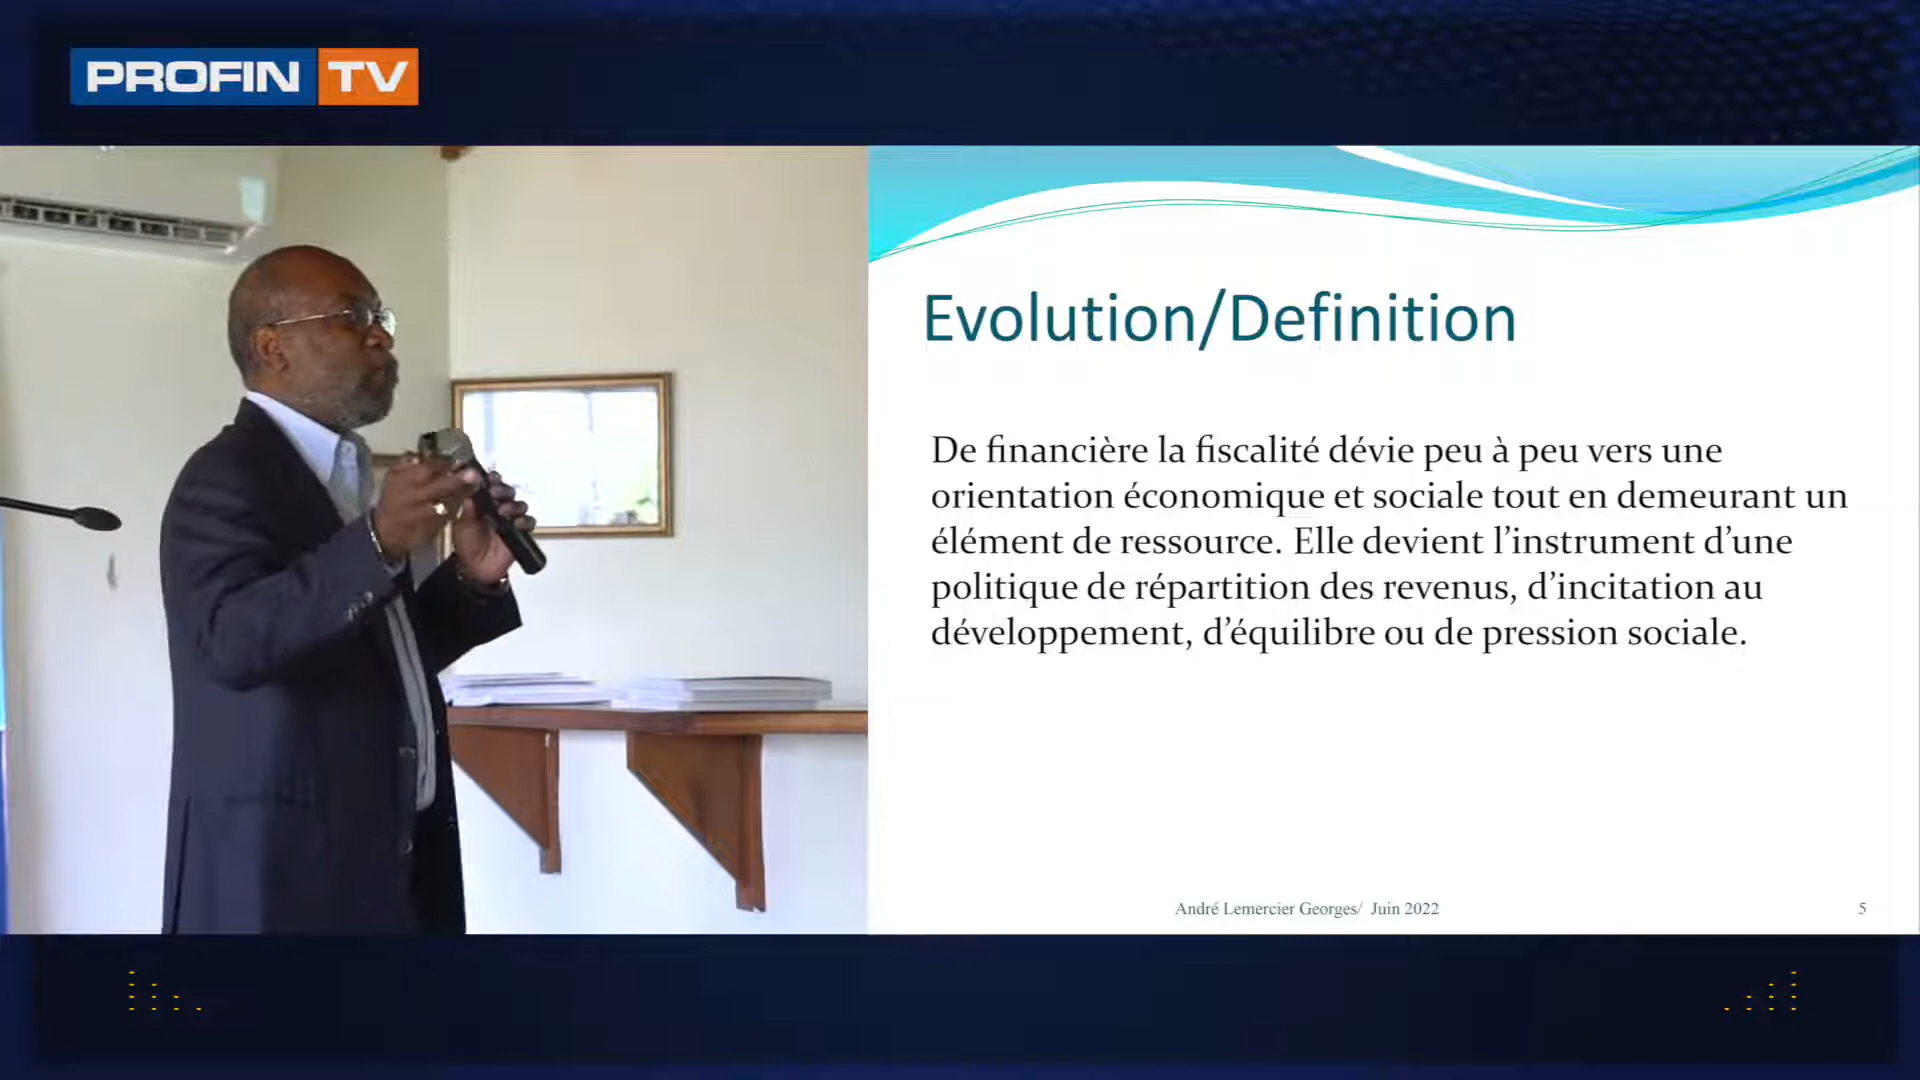 PROFIN TV
Evolution/Definition
De financière la fiscalité dévie peu à peu vers une
orientation économique et sociale tout en demeurant un
élément de ressource. Elle devient l’instrument d’une
politique de répartition des revenus, d’incitation au
développement, d’équilibre ou de pression sociale.
André Lemercier Georges/ Juin 2022
5